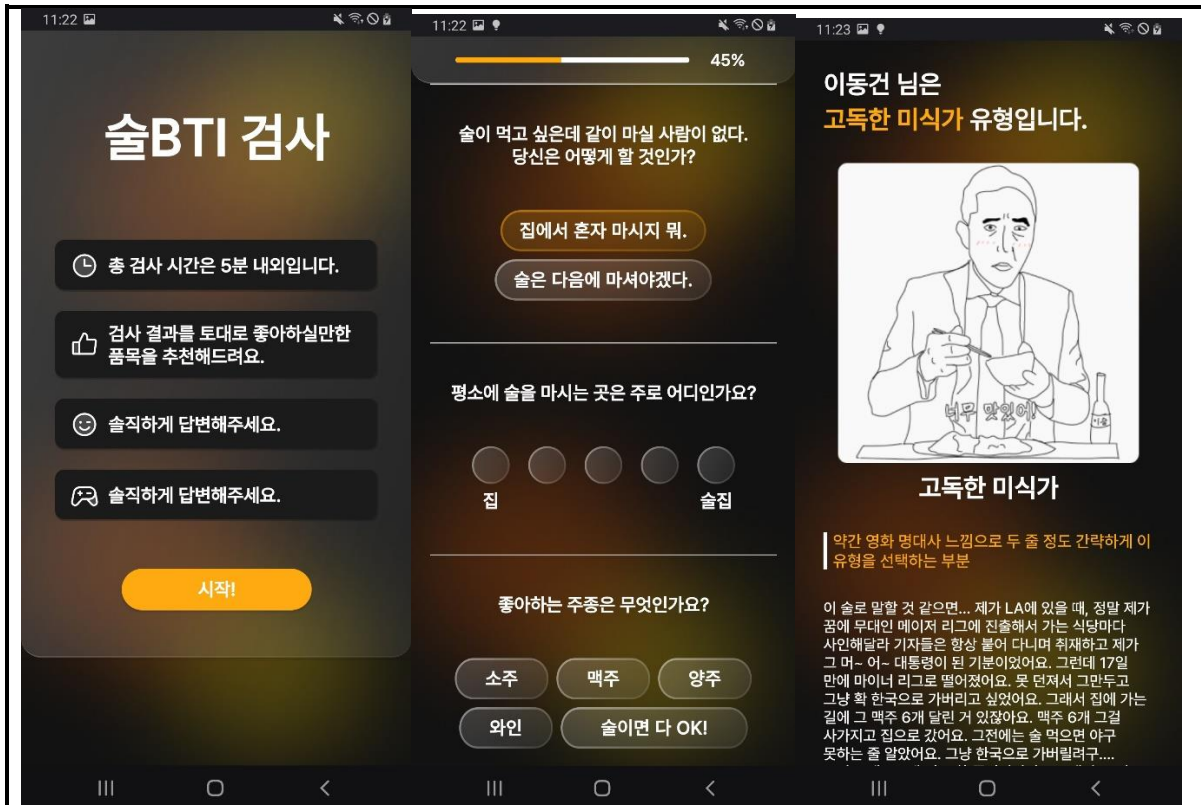 11:22
술BTI 검사
총 검사 시간은 5분 내외입니다.
검사 결과를 토대로 좋아하실만한
품목을 추천해드려요.
솔직하게 답변해주세요.
솔직하게 답변해주세요.
시작!
11:22
45%
술이 먹고 싶은데 같이 마실 사람이 없다.
당신은 어떻게 할 것인가?
집에서 혼자 마시지 뭐.
술은 다음에 마셔야겠다.
평소에 술을 마시는 곳은 주로 어디인가요?
집
술집
좋아하는 주종은 무엇인가요?
소주
맥주
양주
와인
술이면 다 OK!
11:23
이동건 님은
고독한 미식가 유형입니다.
너무 맛있어!
이슬
고독한 미식가
약간 영화 명대사 느낌으로 두 줄 정도 간략하게 이
유형을 선택하는 부분
이 술로 말할 것 같으면... 제가 LA에 있을 때, 정말 제가
꿈에 무대인 메이저 리그에 진출해서 가는 식당마다
사인해달라 기자들은 항상 붙어 다니며 취재하고 제가
그 머~ 어~ 대통령이 된 기분이었어요. 그런데 17일
만에 마이너 리그로 떨어졌어요. 못 던져서 그만두고
그냥 확 한국으로 가버리고 싶었어요. 그래서 집에 가는
길에 그 맥주 6개 달린 거 있잖아요. 맥주 6개 그걸
사가지고 집으로 갔어요. 그전에는 술 먹으면 야구
못하는 줄 알았어요. 그냥 한국으로 가버릴려구....